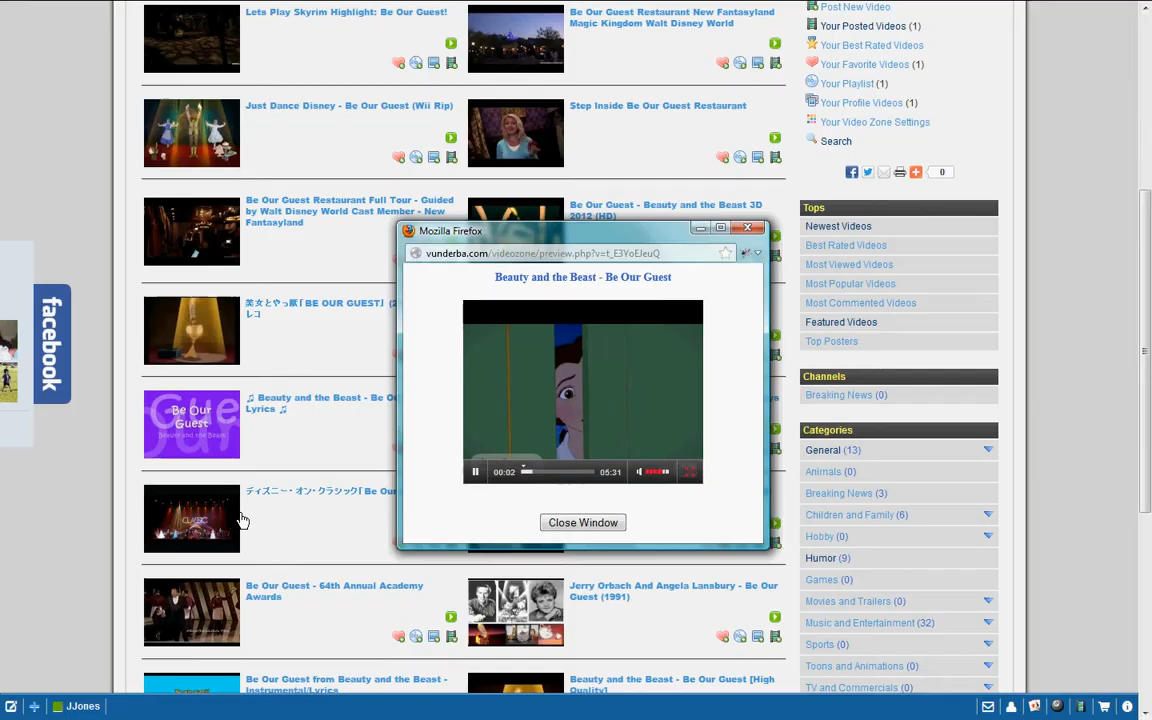 Lets Play Skyrim Highlight: Be Our Guest!
Be Our Guest Restaurant New Fantasyland
Magic Kingdom Walt Disney World
Just Dance Disney - Be Our Guest (Wii Rip)
Step Inside Be Our Guest Restaurant
Be Our Guest Restaurant Full Tour - Guided
by Walt Disney World Cast Member - New
Fantasyland
Be Our Guest - Beauty and the Beast 3D
2012 (HD)
美女とやっ獣「BE OUR GUEST」 (2
レコ
Be Our
Guest
Beauty and the Beast
♫ Beauty and the Beast - Be Ou
Lyrics ♫
CLASSIC
ディズニー・オン・クラシック「Be Our
Be Our Guest - 64th Annual Academy
Awards
Jerry Orbach And Angela Lansbury - Be Our
Guest (1991)
Be Our Guest from Beauty and the Beast -
Instrumental/Lyrics
Beauty and the Beast - Be Our Guest [High
Quality]
Mozilla Firefox
vunderba.com/videozone/preview.php?v=t_E3YoEJeuQ
Beauty and the Beast - Be Our Guest
00:02
05:31
Close Window
Post New Video
Your Posted Videos (1)
Your Best Rated Videos
Your Favorite Videos (1)
Your Playlist (1)
Your Profile Videos (1)
Your Video Zone Settings
Search
0
Tops
Newest Videos
Best Rated Videos
Most Viewed Videos
Most Popular Videos
Most Commented Videos
Featured Videos
Top Posters
Channels
Breaking News (0)
Categories
General (13)
Animals (0)
Breaking News (3)
Children and Family (6)
Hobby (0)
Humor (9)
Games (0)
Movies and Trailers (0)
Music and Entertainment (32)
Sports (0)
Toons and Animations (0)
TV and Commercials (0)
facebook
JJones